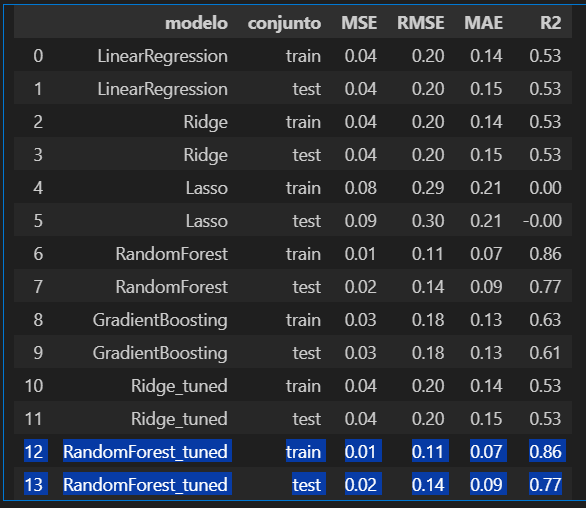 modelo conjunto MSE RMSE MAE R2
0 LinearRegression train 0.04 0.20 0.14 0.53
1 LinearRegression test 0.04 0.20 0.15 0.53
2 Ridge train 0.04 0.20 0.14 0.53
3 Ridge test 0.04 0.20 0.15 0.53
4 Lasso train 0.08 0.29 0.21 0.00
5 Lasso test 0.09 0.30 0.21 -0.00
6 RandomForest train 0.01 0.11 0.07 0.86
7 RandomForest test 0.02 0.14 0.09 0.77
8 GradientBoosting train 0.03 0.18 0.13 0.63
9 GradientBoosting test 0.03 0.18 0.13 0.61
10 Ridge_tuned train 0.04 0.20 0.14 0.53
11 Ridge_tuned test 0.04 0.20 0.15 0.53
12 RandomForest_tuned train 0.01 0.11 0.07 0.86
13 RandomForest_tuned test 0.02 0.14 0.09 0.77